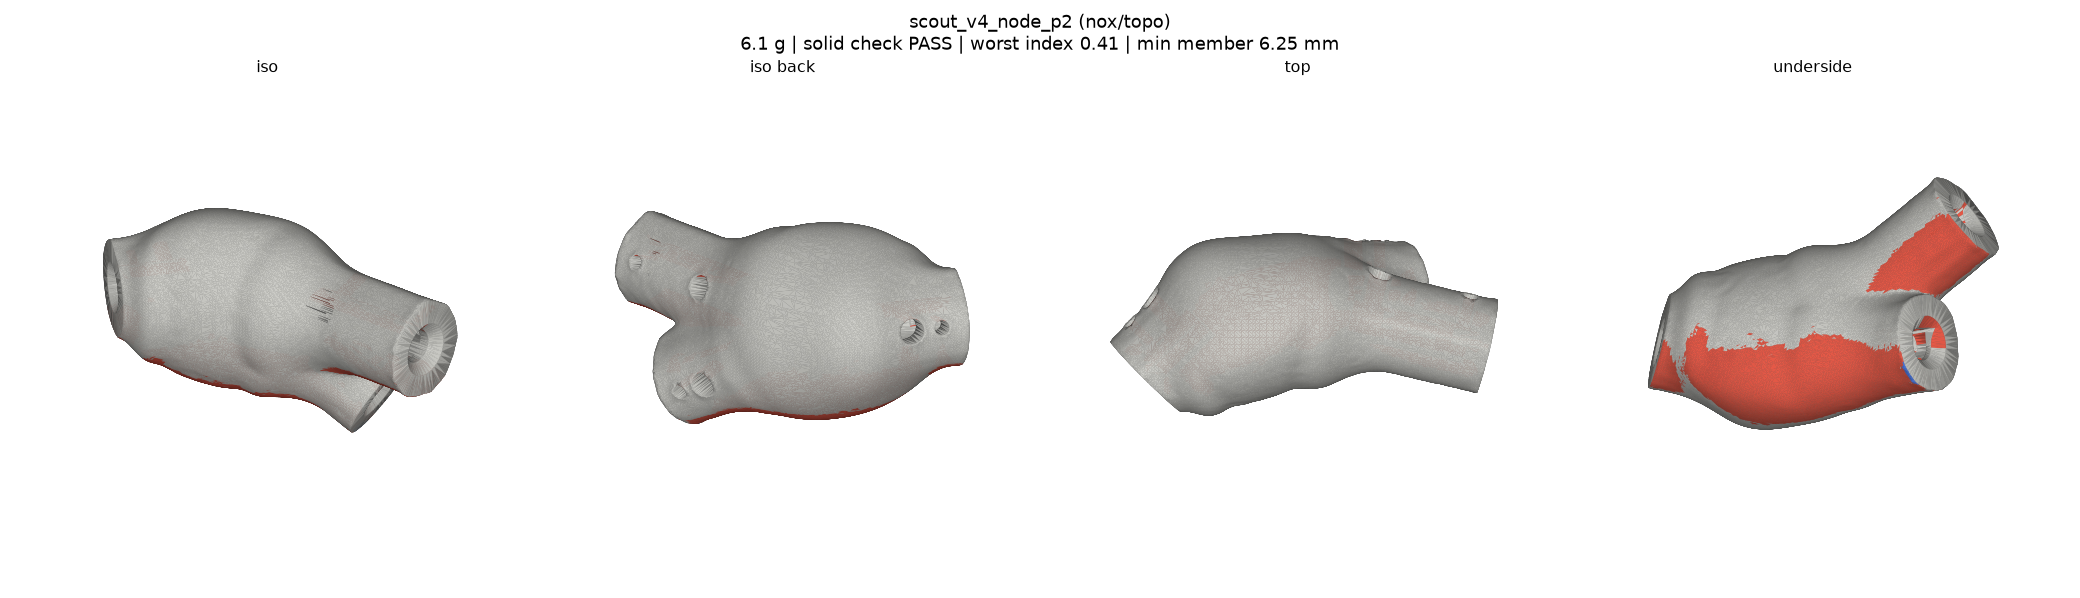 scout_v4_node_p2 (nox/topo)
6.1 g | solid check PASS | worst index 0.41 | min member 6.25 mm
iso
iso back
top
underside